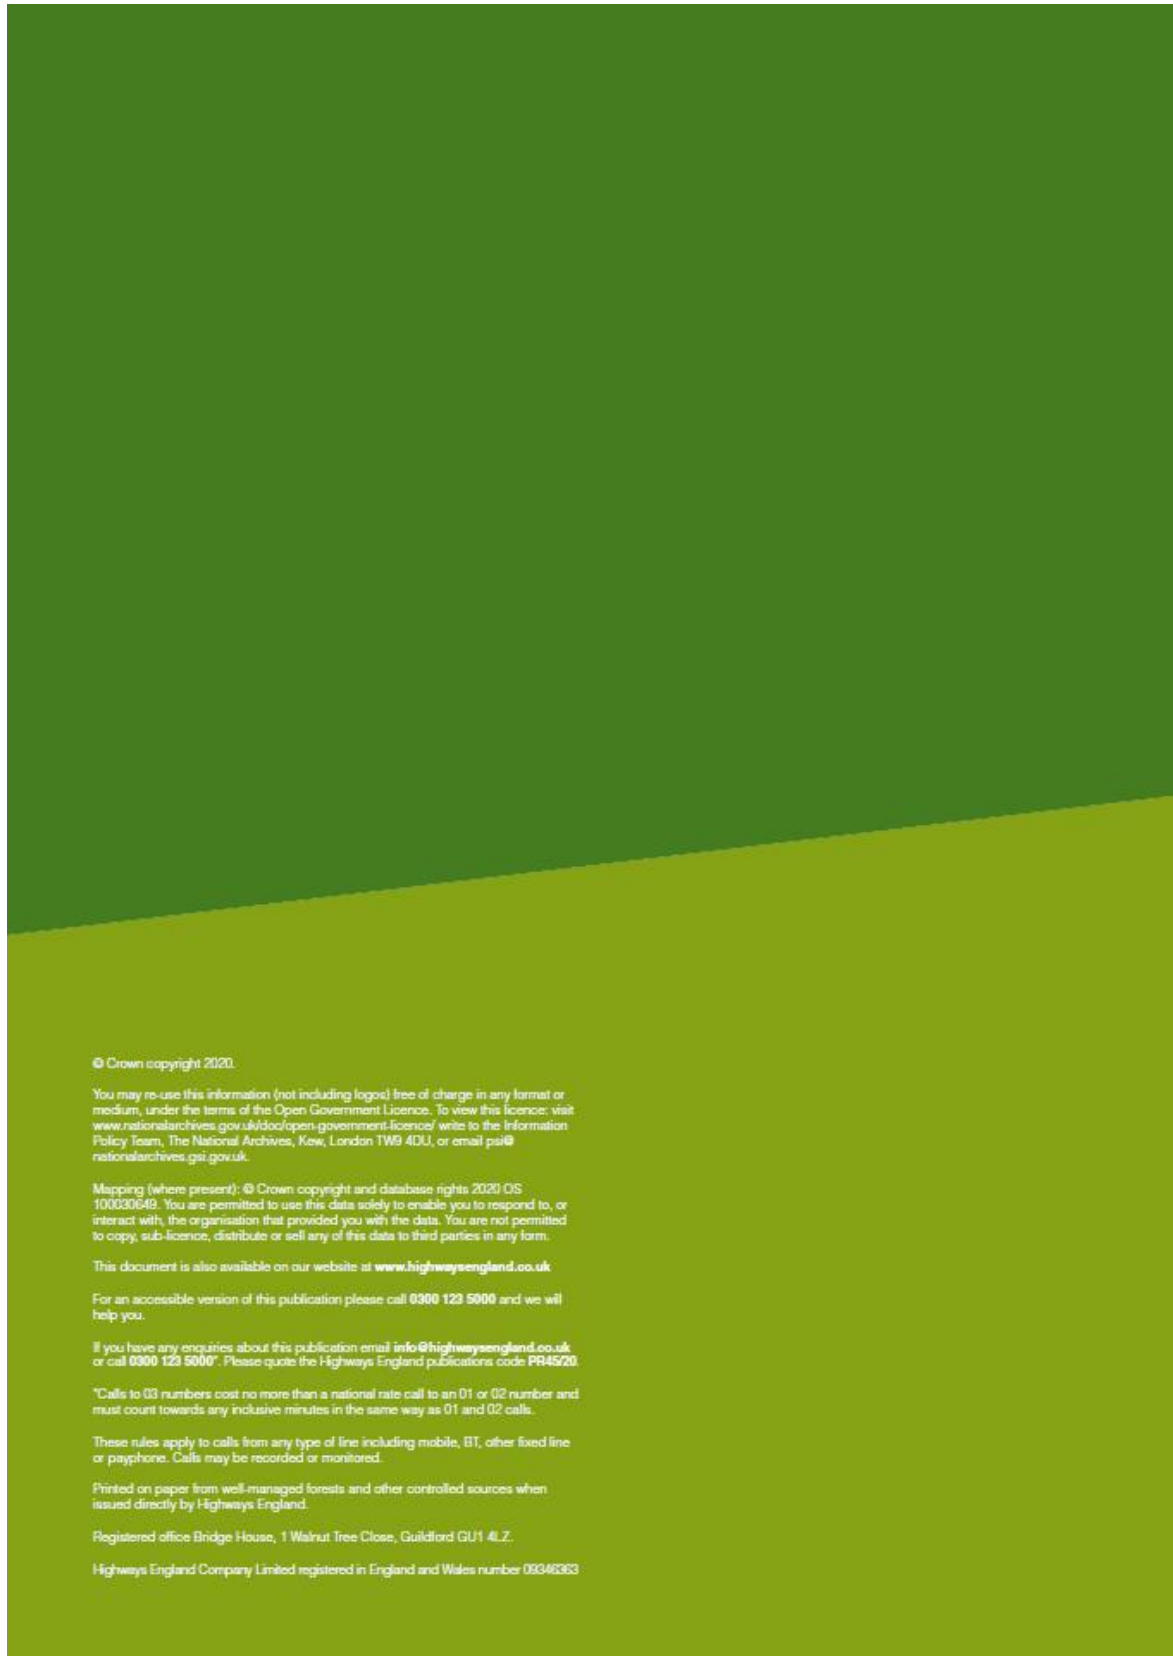 © Crown copyright 2020.
You may re-use this information (not including logos) free of charge in any format or
medium, under the terms of the Open Government Licence. To view this licence: visit
www.nationalarchives.gov.uk/doc/open-government-licence/ write to the Information
Policy Team, The National Archives, Kew, London TW9 4DU, or email psi@
nationalarchives.gsi.gov.uk.
Mapping (where present): © Crown copyright and database rights 2020 OS
100030649. You are permitted to use this data solely to enable you to respond to, or
interact with, the organisation that provided you with the data. You are not permitted
to copy, sub-licence, distribute or sell any of this data to third parties in any form.
This document is also available on our website at www.highwaysengland.co.uk
For an accessible version of this publication please call 0300 123 5000 and we will
help you.
If you have any enquiries about this publication email info@highwaysengland.co.uk
or call 0300 123 5000*. Please quote the Highways England publications code PR45/20.
*Calls to 03 numbers cost no more than a national rate call to an 01 or 02 number and
must count towards any inclusive minutes in the same way as 01 and 02 calls.
These rules apply to calls from any type of line including mobile, BT, other fixed line
or payphone. Calls may be recorded or monitored.
Printed on paper from well-managed forests and other controlled sources when
issued directly by Highways England.
Registered office Bridge House, 1 Walnut Tree Close, Guildford GU1 4LZ.
Highways England Company Limited registered in England and Wales number 09346363